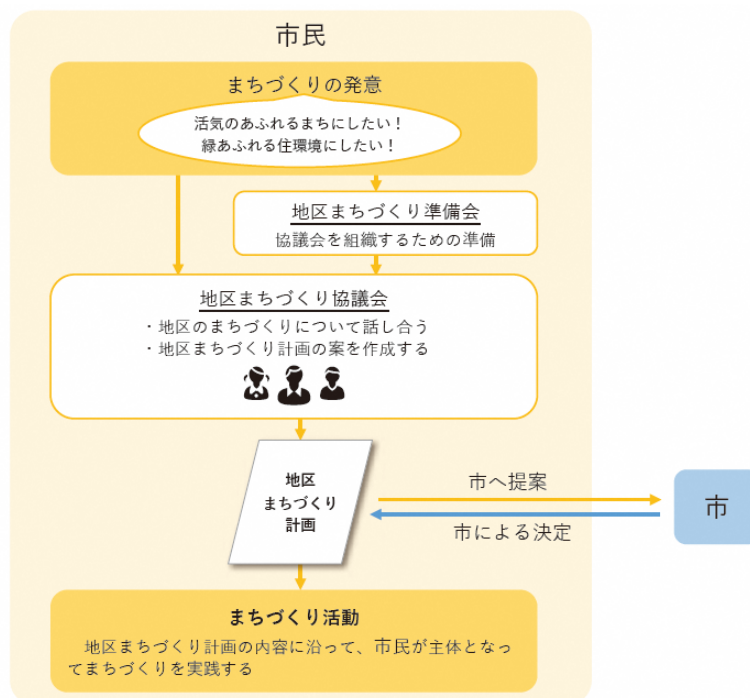 市民
まちづくりの発意
活気のあふれるまちにしたい！
緑あふれる住環境にしたい！
地区まちづくり準備会
協議会を組織するための準備
地区まちづくり協議会
・地区のまちづくりについて話し合う
・地区まちづくり計画の案を作成する
地区
まちづくり
計画
市へ提案
市による決定
市
まちづくり活動
地区まちづくり計画の内容に沿って、市民が主体となっ
てまちづくりを実践する